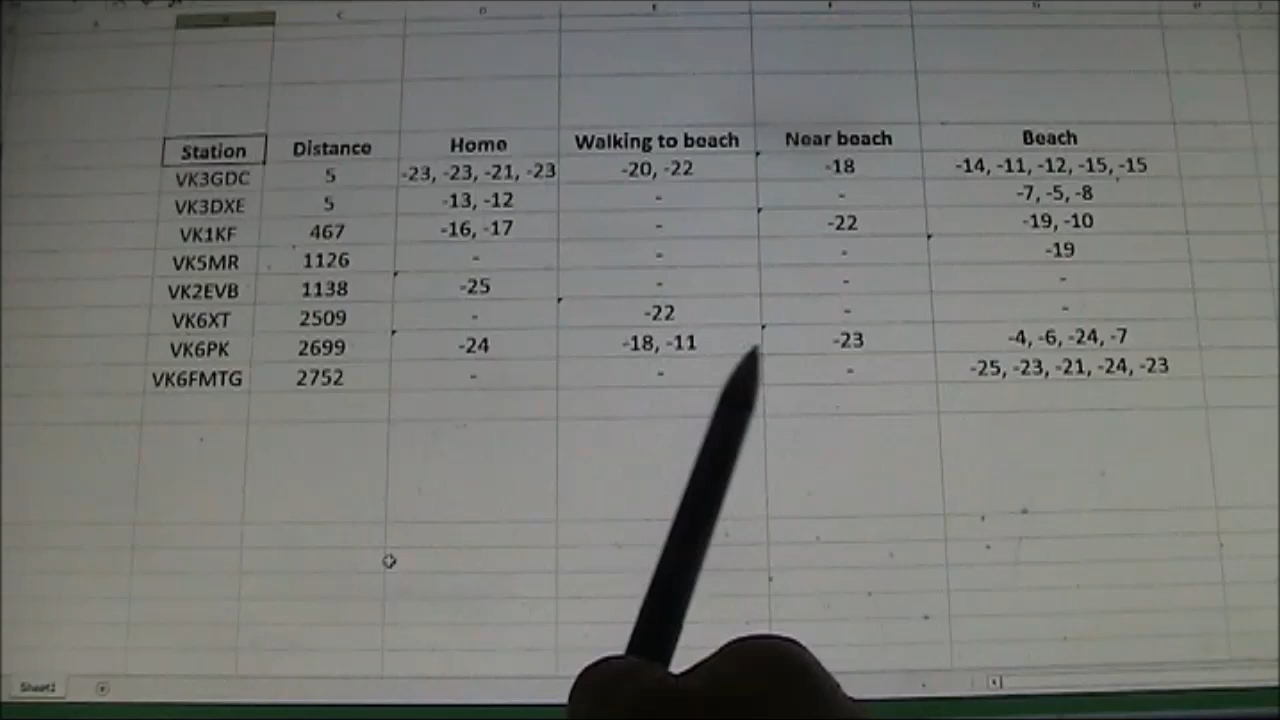 C D E F G H
Station Distance Home Walking to beach Near beach Beach
VK3GDC 5 -23, -23, -21, -23 -20, -22 -18 -14, -11, -12, -15, -15
VK3DXE 5 -13, -12 - - -7, -5, -8
VK1KF 467 -16, -17 - -22 -19, -10
VK5MR 1126 - - - -19
VK2EVB 1138 -25 - - -
VK6XT 2509 - -22 - -
VK6PK 2699 -24 -18, -11 -23 -4, -6, -24, -7
VK6FMTG 2752 - - - -25, -23, -21, -24, -23
Sheet1